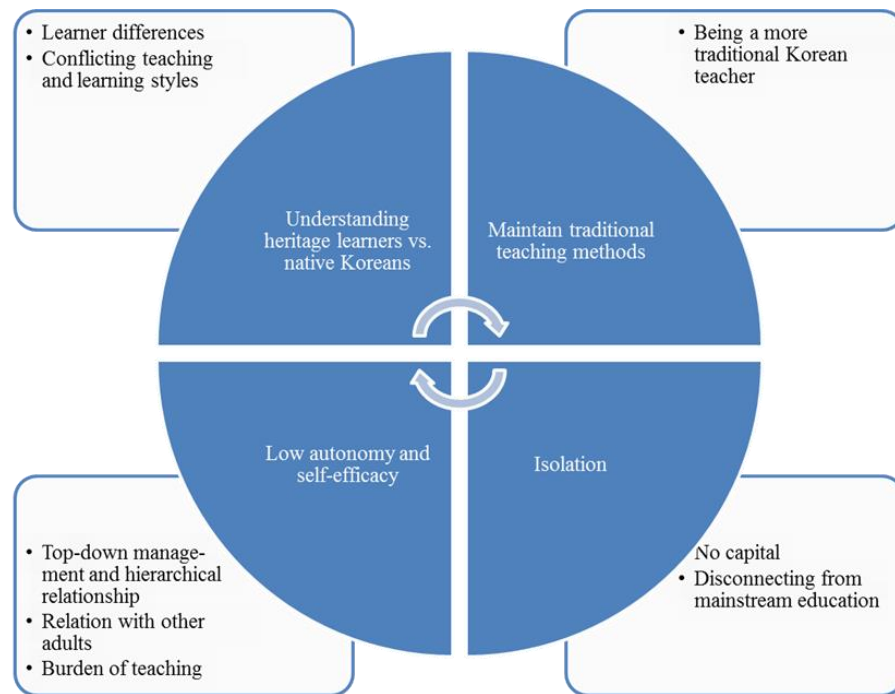 • Learner differences
• Conflicting teaching
and learning styles
• Being a more
traditional Korean
teacher
Understanding
heritage learners vs.
native Koreans
Maintain traditional
teaching methods
Low autonomy and
self-efficacy
Isolation
• Top-down manage-
ment and hierarchical
relationship
• Relation with other
adults
• Burden of teaching
No capital
• Disconnecting from
mainstream education